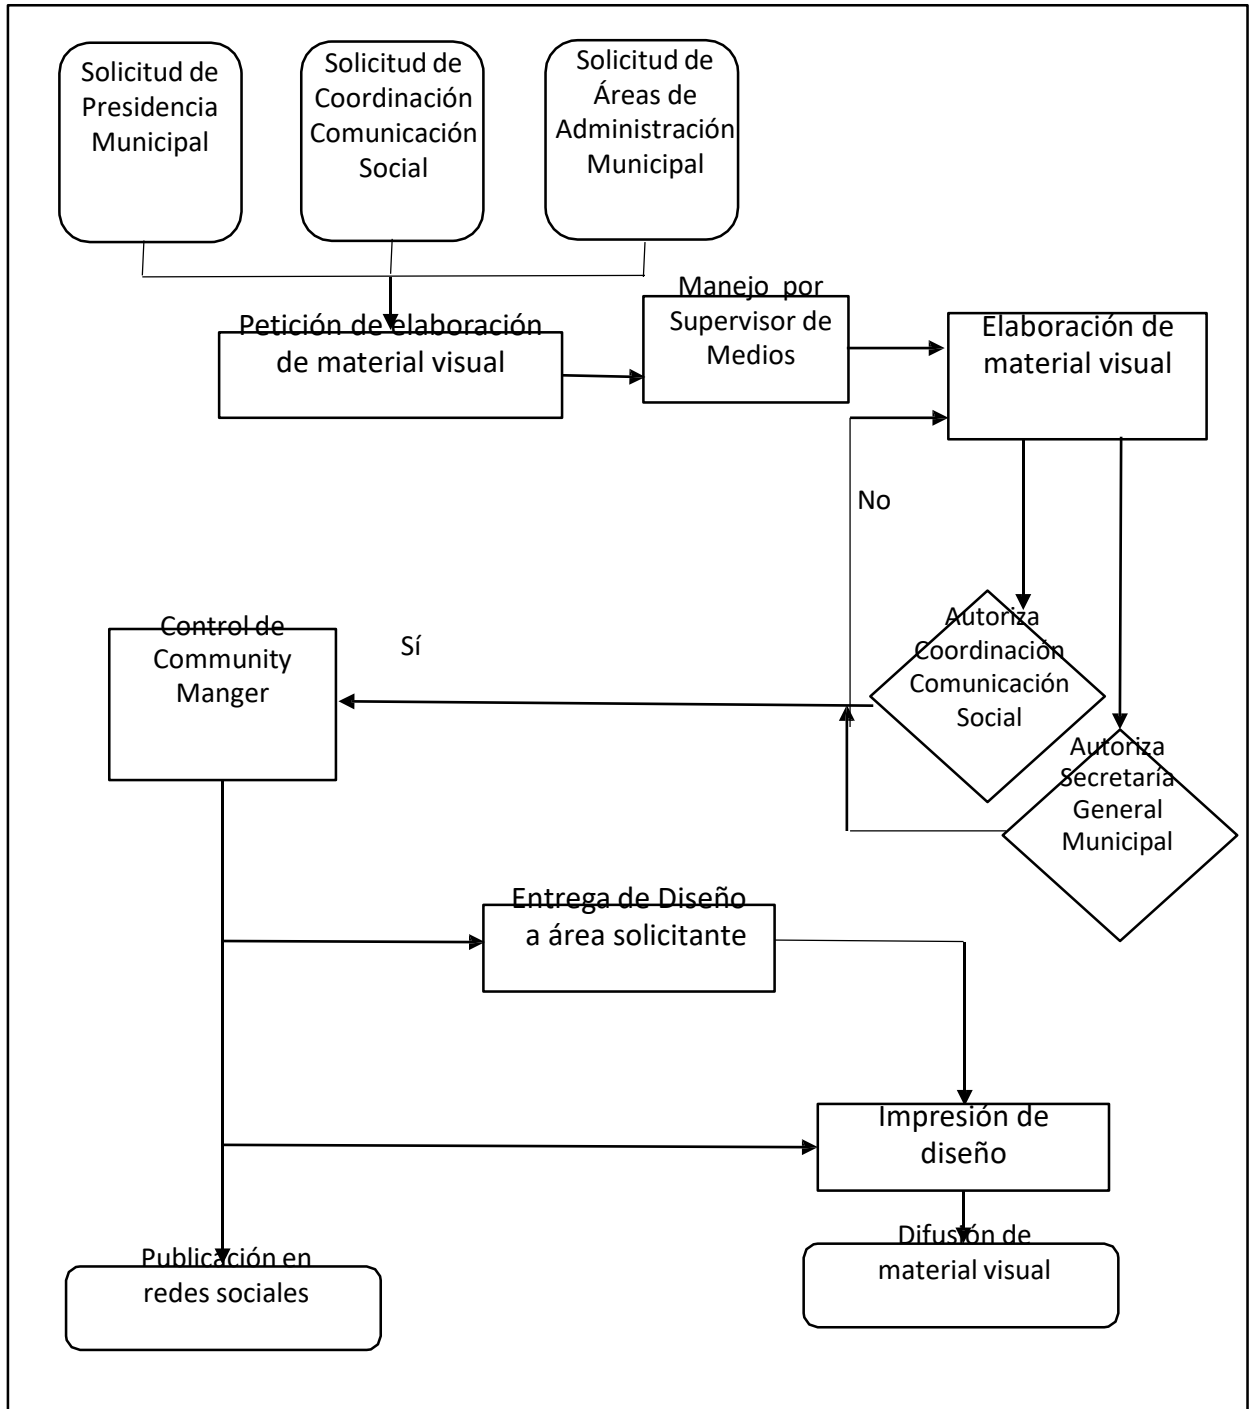 Solicitud de
Presidencia
Municipal
Solicitud de
Coordinación
Comunicación
Social
Solicitud de
Áreas de
Administración
Municipal
Petición de elaboración
de material visual
Manejo por
Supervisor de
Medios
Elaboración de
material visual
No
Autoriza
Coordinación
Comunicación
Social
Sí
Control de
Community
Manger
Autoriza
Secretaría
General
Municipal
Entrega de Diseño
a área solicitante
Impresión de
diseño
Publicación en
redes sociales
Difusión de
material visual